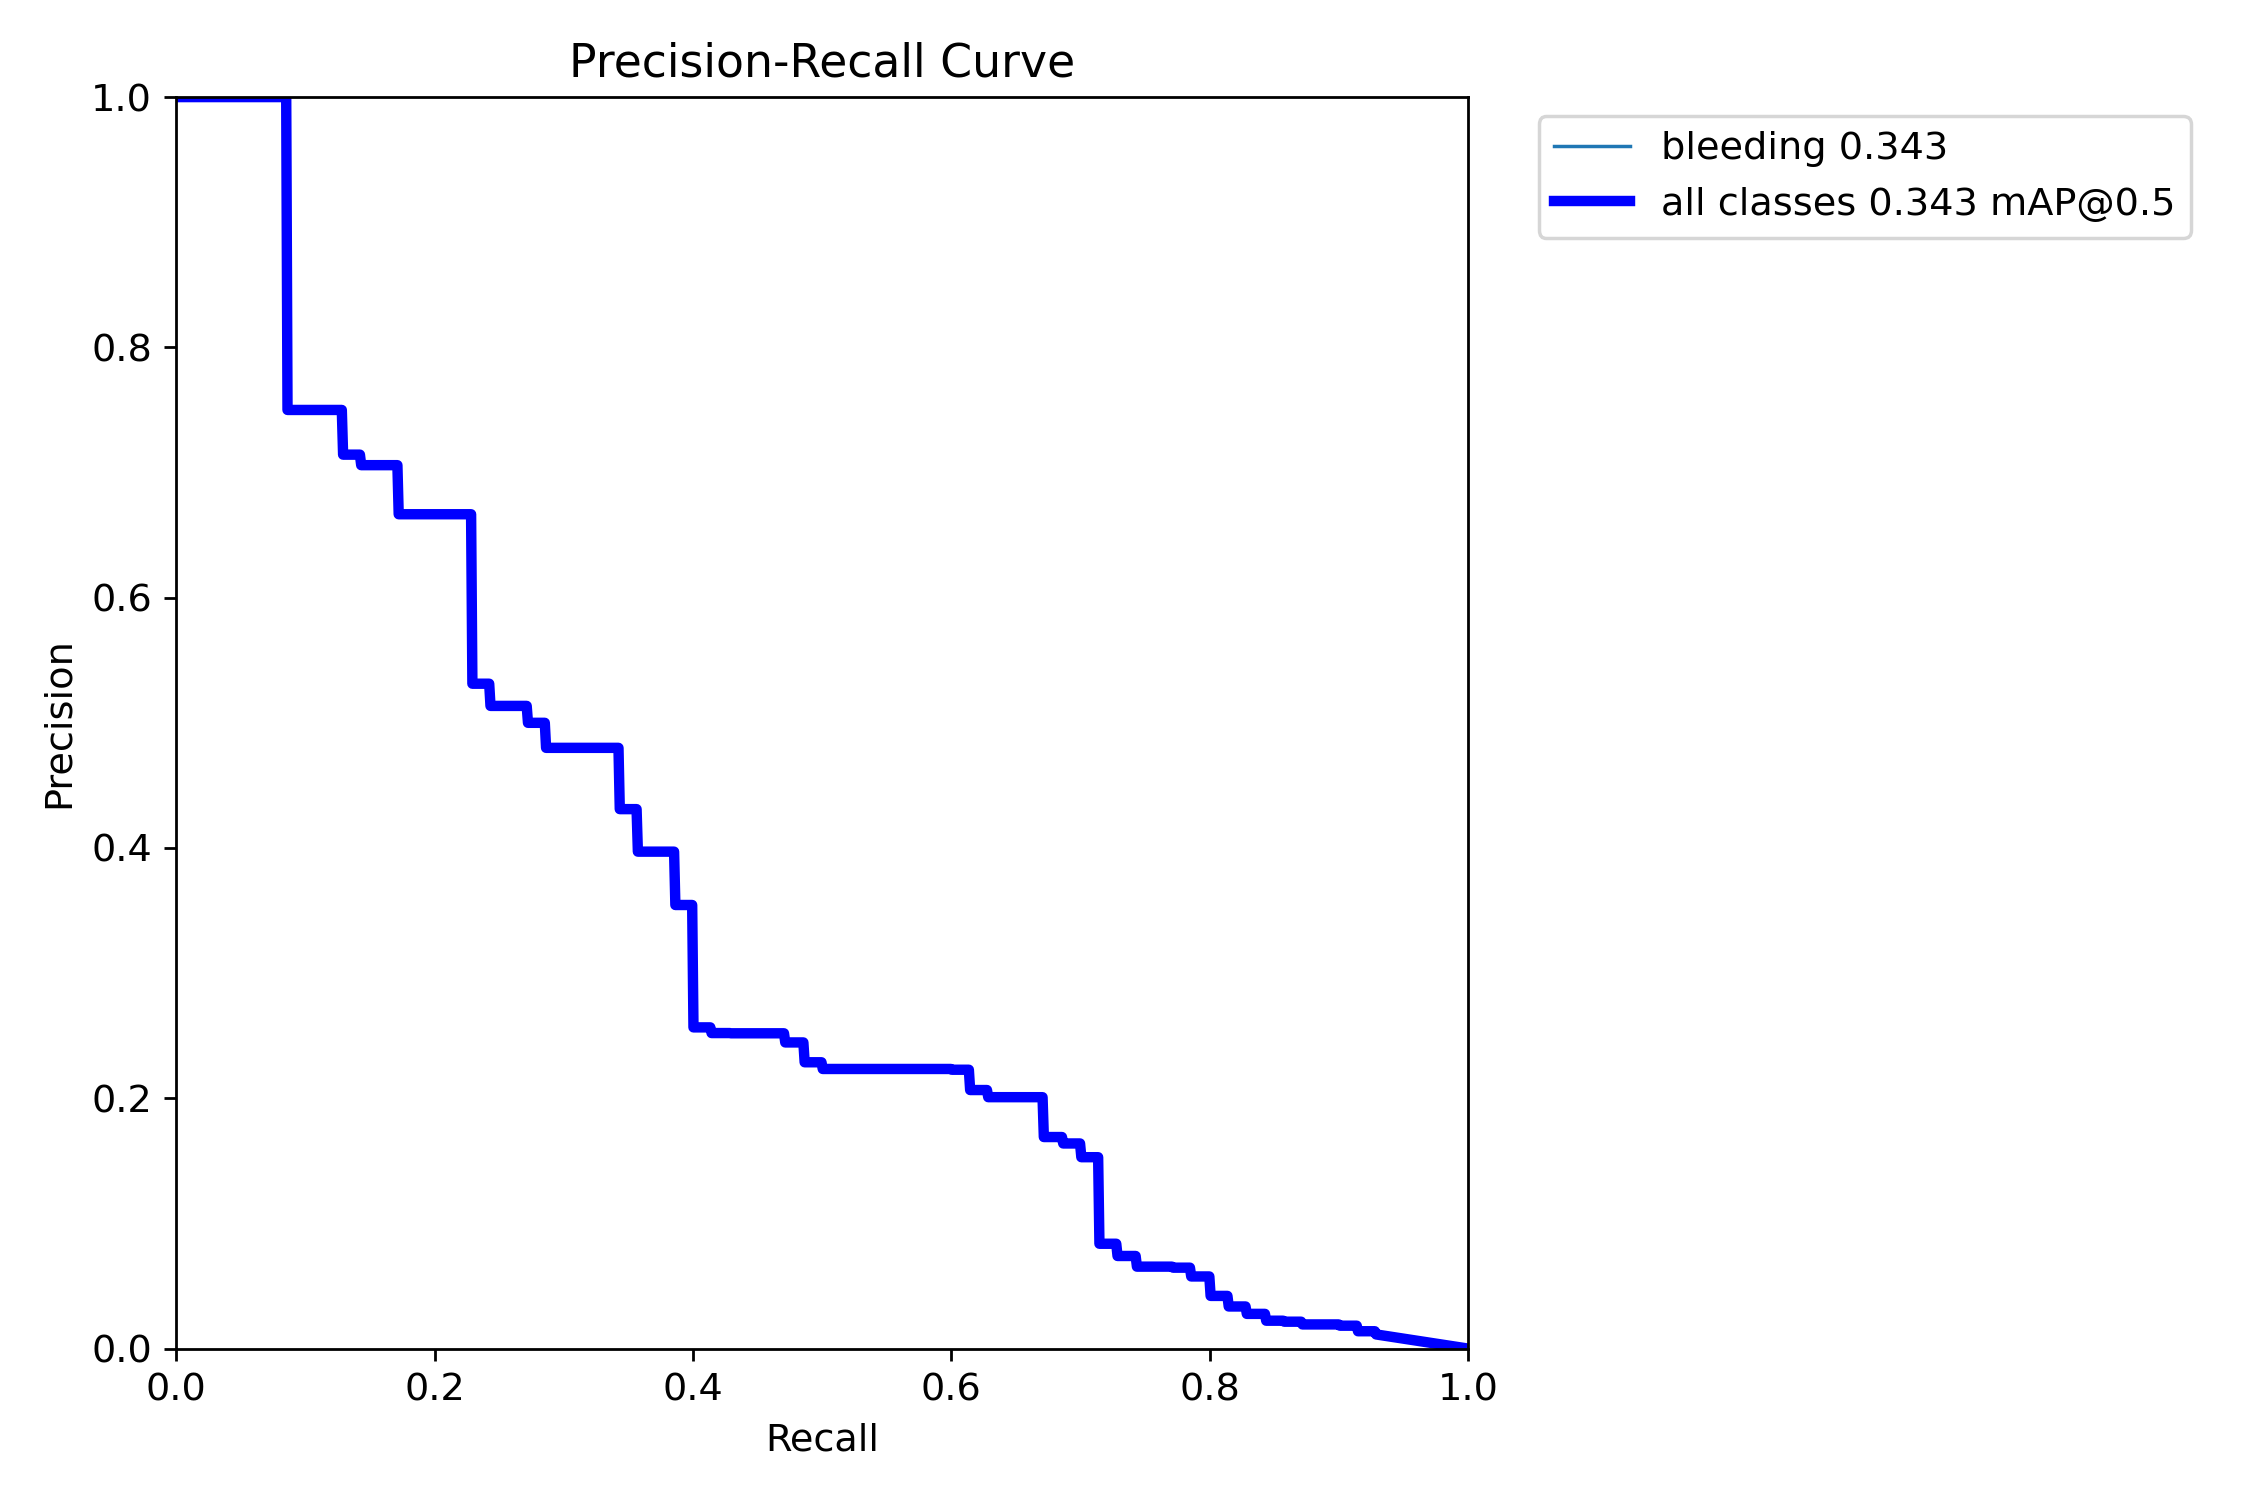 Precision-Recall Curve
bleeding 0.343
all classes 0.343 mAP@0.5
Precision
1.0
0.8
0.6
0.4
0.2
0.0
0.0 0.2 0.4 0.6 0.8 1.0
Recall